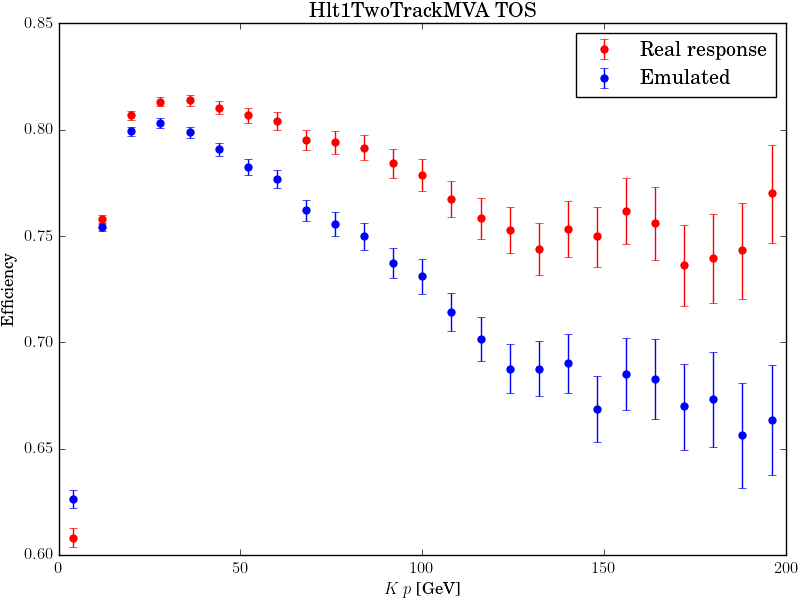 Hlt1TwoTrackMVA TOS
0.85
0.80
0.75
0.70
0.65
0.60
Efficiency
Real response
Emulated
0
50
100
150
200
K p [GeV]